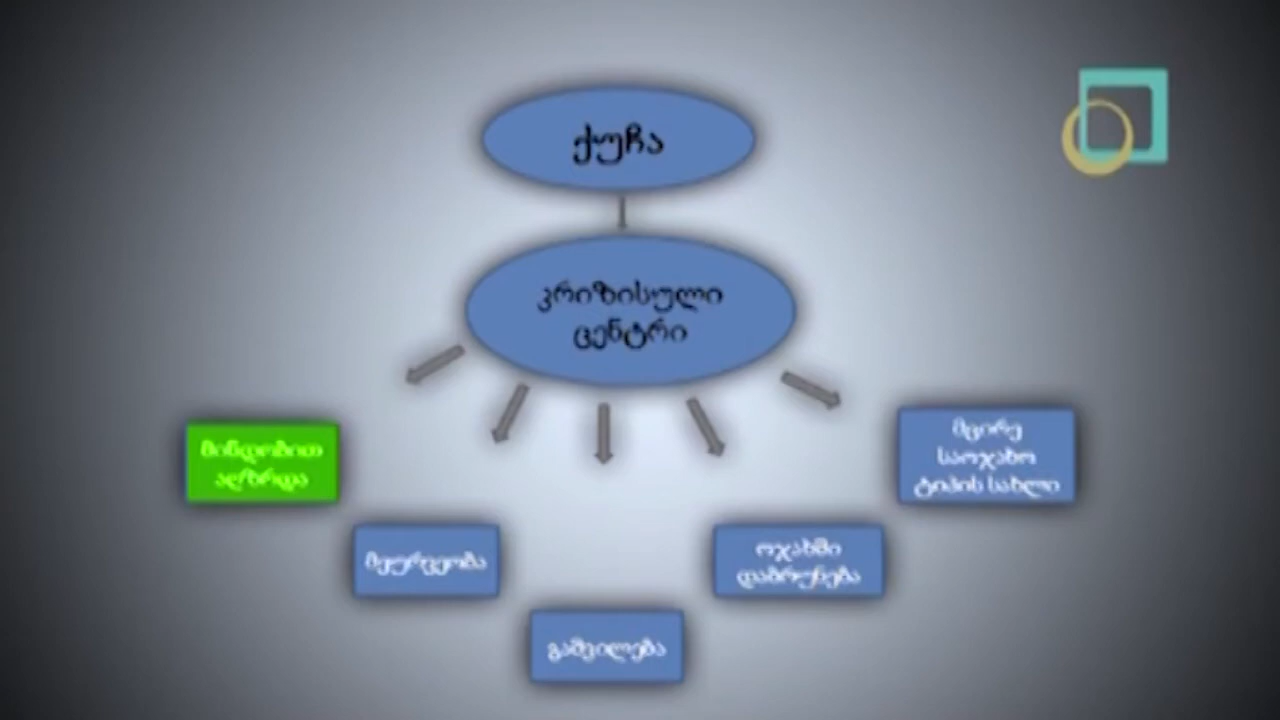 ქუჩა
კრიზისული
ცენტრი
მინდობით
აღზრდა
მეურვეობა
გაშვილება
ოჯახში
დაბრუნება
მცირე
საოჯახო
ტიპის სახლი